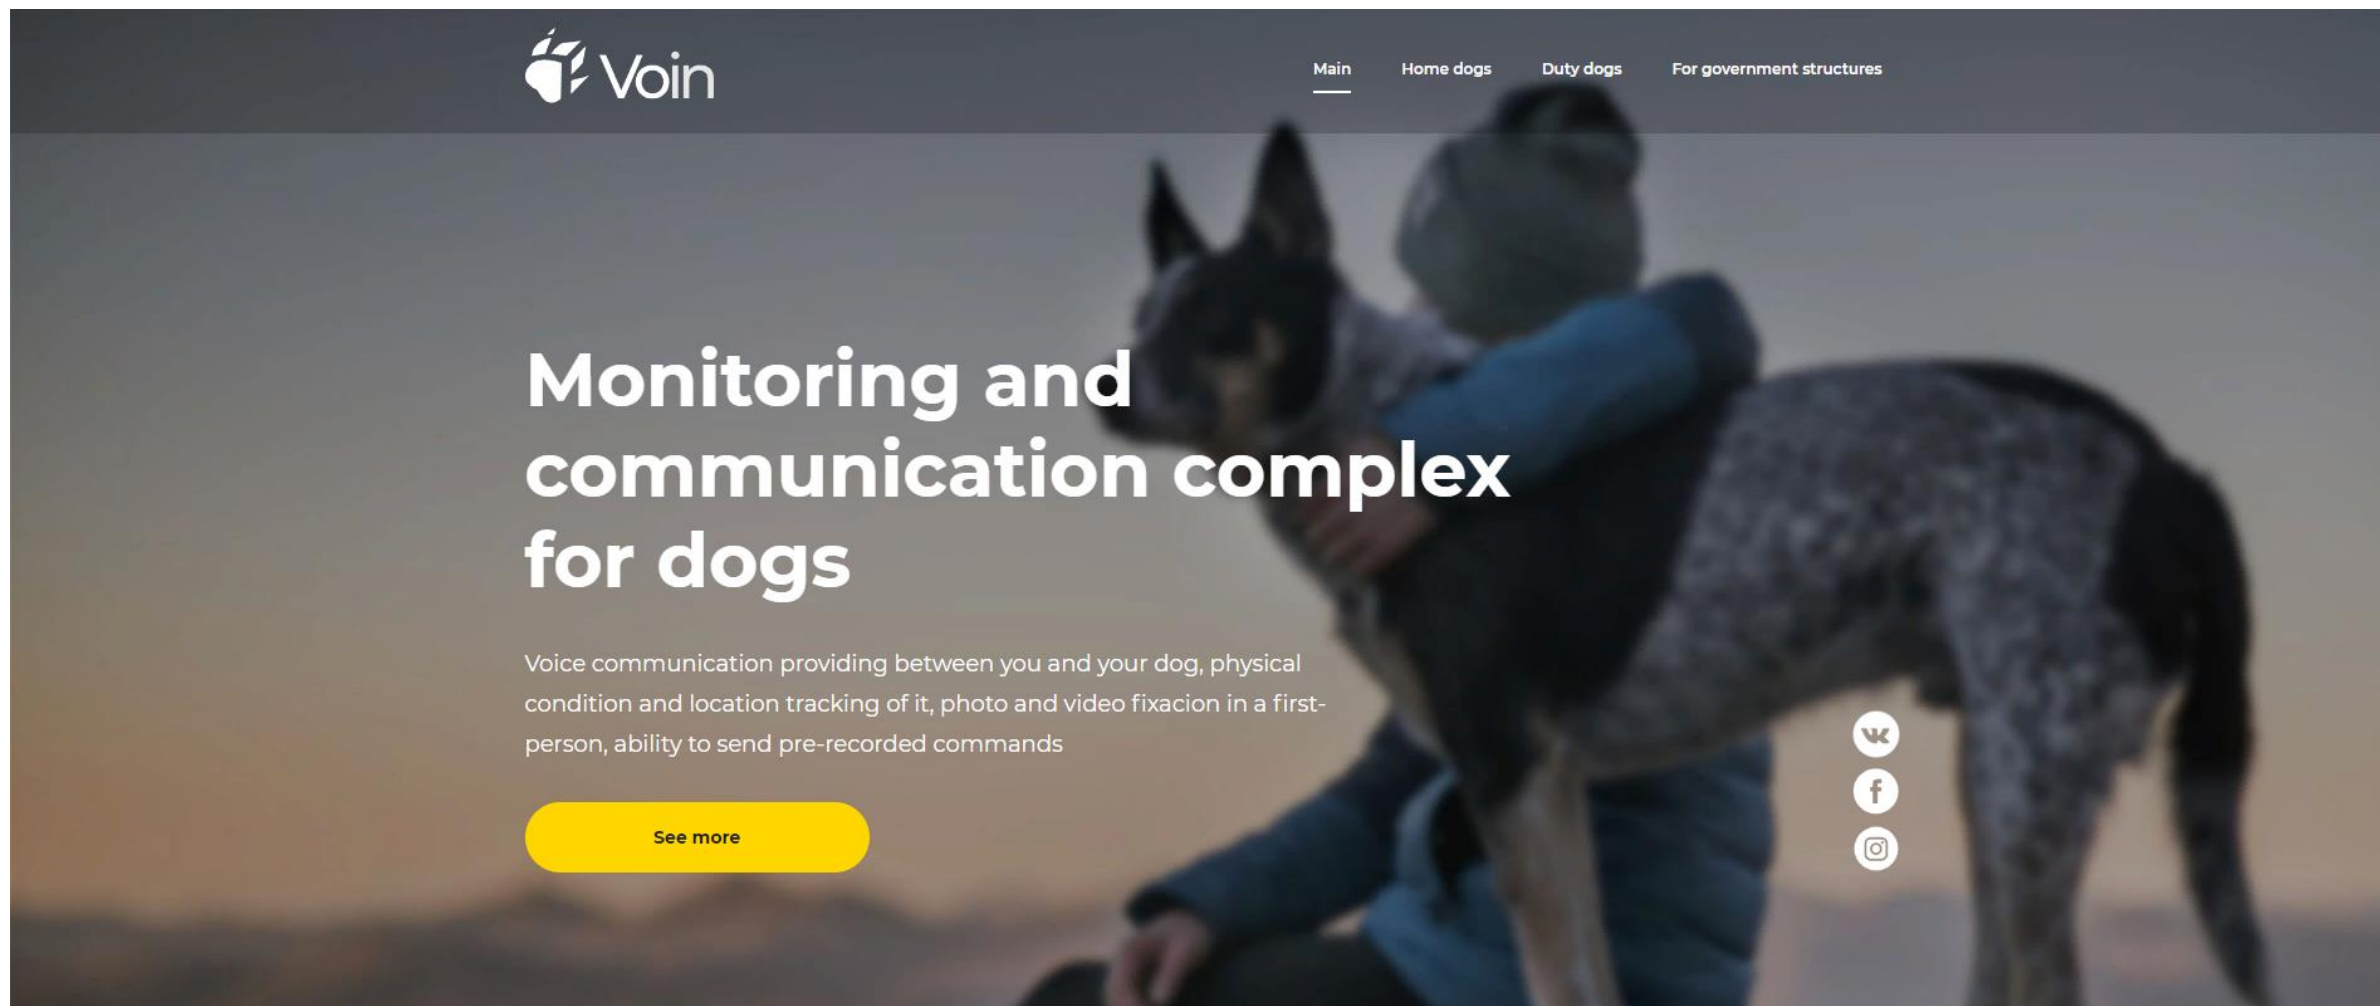 Voin
Main
Home dogs
Duty dogs
For government structures
Monitoring and
communication complex
for dogs
Voice communication providing between you and your dog, physical
condition and location tracking of it, photo and video fixacion in a first-
person, ability to send pre-recorded commands
See more